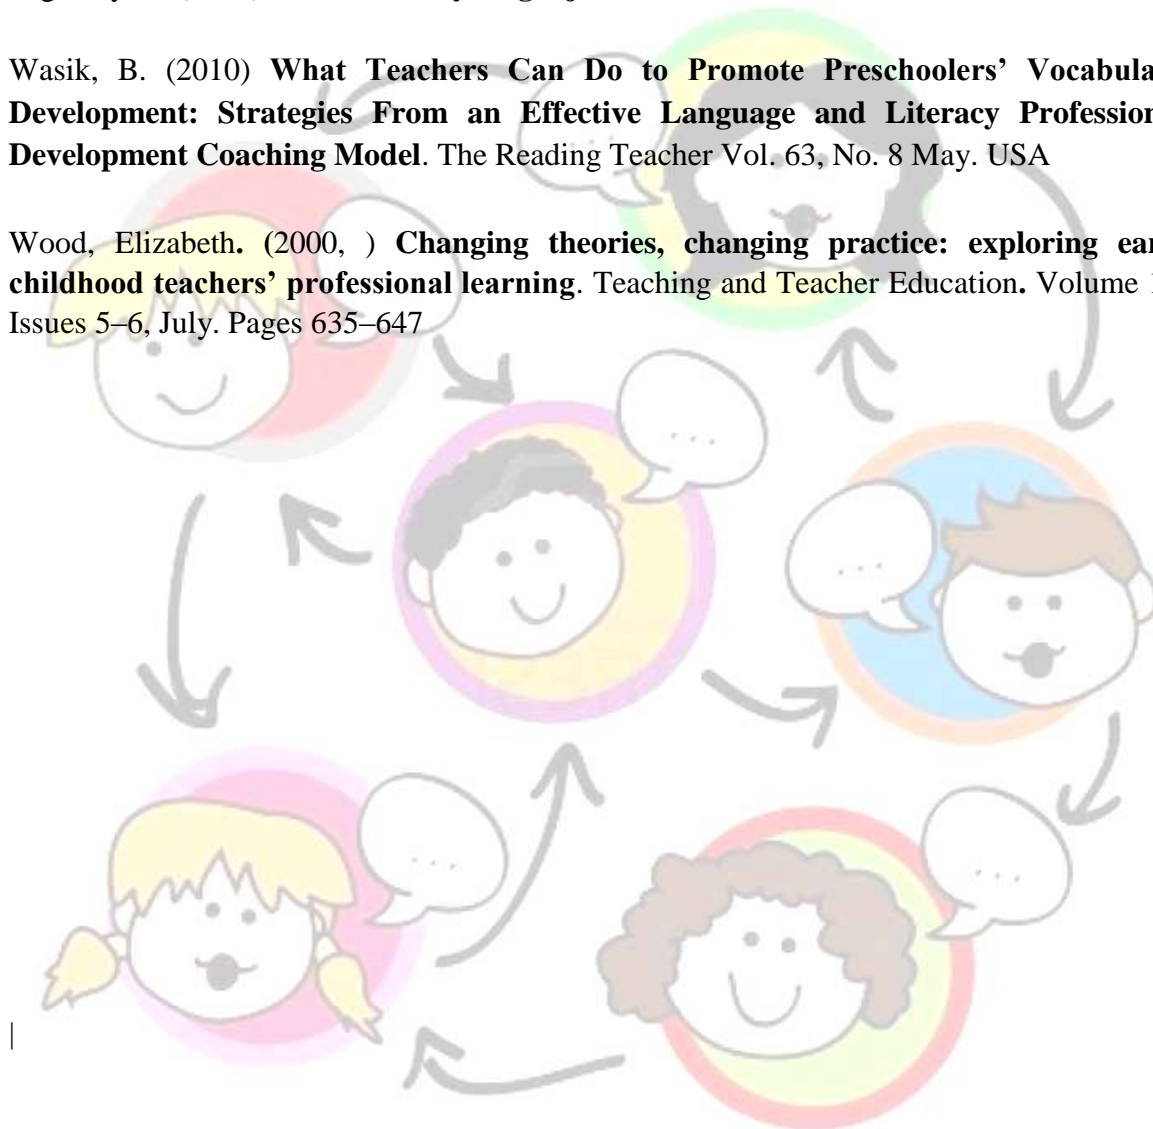 Wasik, B. (2010) What Teachers Can Do to Promote Preschoolers’ Vocabula
Development: Strategies From an Effective Language and Literacy Profession
Development Coaching Model. The Reading Teacher Vol. 63, No. 8 May. USA
Wood, Elizabeth. (2000, ) Changing theories, changing practice: exploring ear
childhood teachers’ professional learning. Teaching and Teacher Education. Volume 1
Issues 5–6, July. Pages 635–647
...
...
...
...
...
|